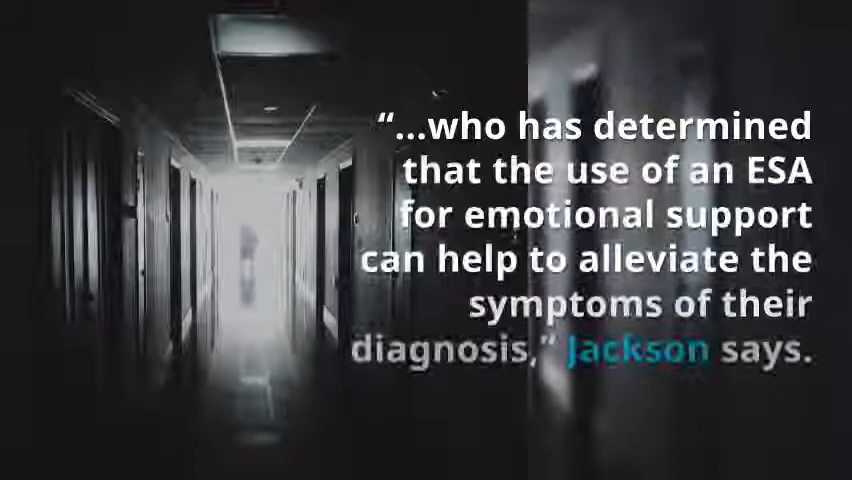 “...who has determined
that the use of an ESA
for emotional support
can help to alleviate the
symptoms of their
diagnosis,” Jackson says.